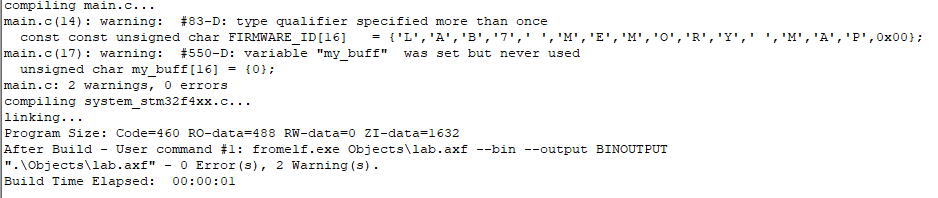 compiling main.c...
main.c(14): warning:  #83-D: type qualifier specified more than once
  const const unsigned char FIRMWARE_ID[16]   = {'L','A','B','7',' ','M','E','M','O','R','Y',' ','M','A','P',0x00};
main.c(17): warning:  #550-D: variable "my_buff"  was set but never used
  unsigned char my_buff[16] = {0};
main.c: 2 warnings, 0 errors
compiling system_stm32f4xx.c...
linking...
Program Size: Code=460 RO-data=488 RW-data=0 ZI-data=1632
After Build - User command #1: fromelf.exe Objects\lab.axf --bin --output BINOUTPUT
".\Objects\lab.axf" - 0 Error(s), 2 Warning(s).
Build Time Elapsed:  00:00:01